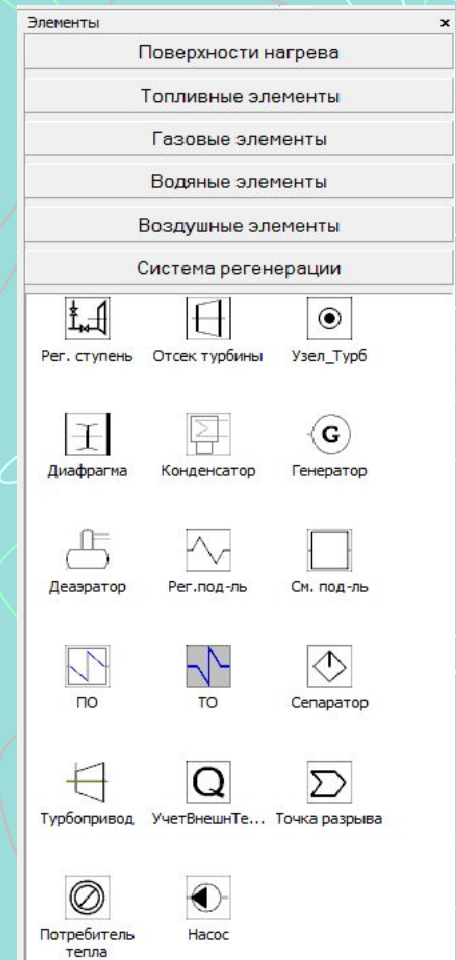 Элементы
Поверхности нагрева
Топливные элементы
Газовые элементы
Водяные элементы
Воздушные элементы
Система регенерации
Рег. ступень Отсек турбины Узел_Турб
G
Диафрагма Конденсатор Генератор
Деаэратор Рег.под-ль См. под-ль
ПО ТО Сепаратор
Q
Турбопривод УчетВнешнТе... Точка разрыва
Потребитель Насос
тепла